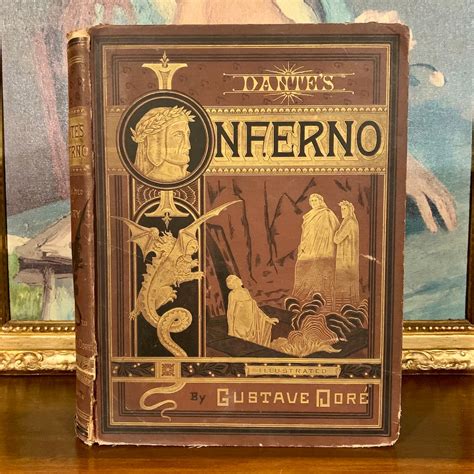 DANTE'S
INFERNO
ILLUSTRATED
By GUSTAVE DORÉ